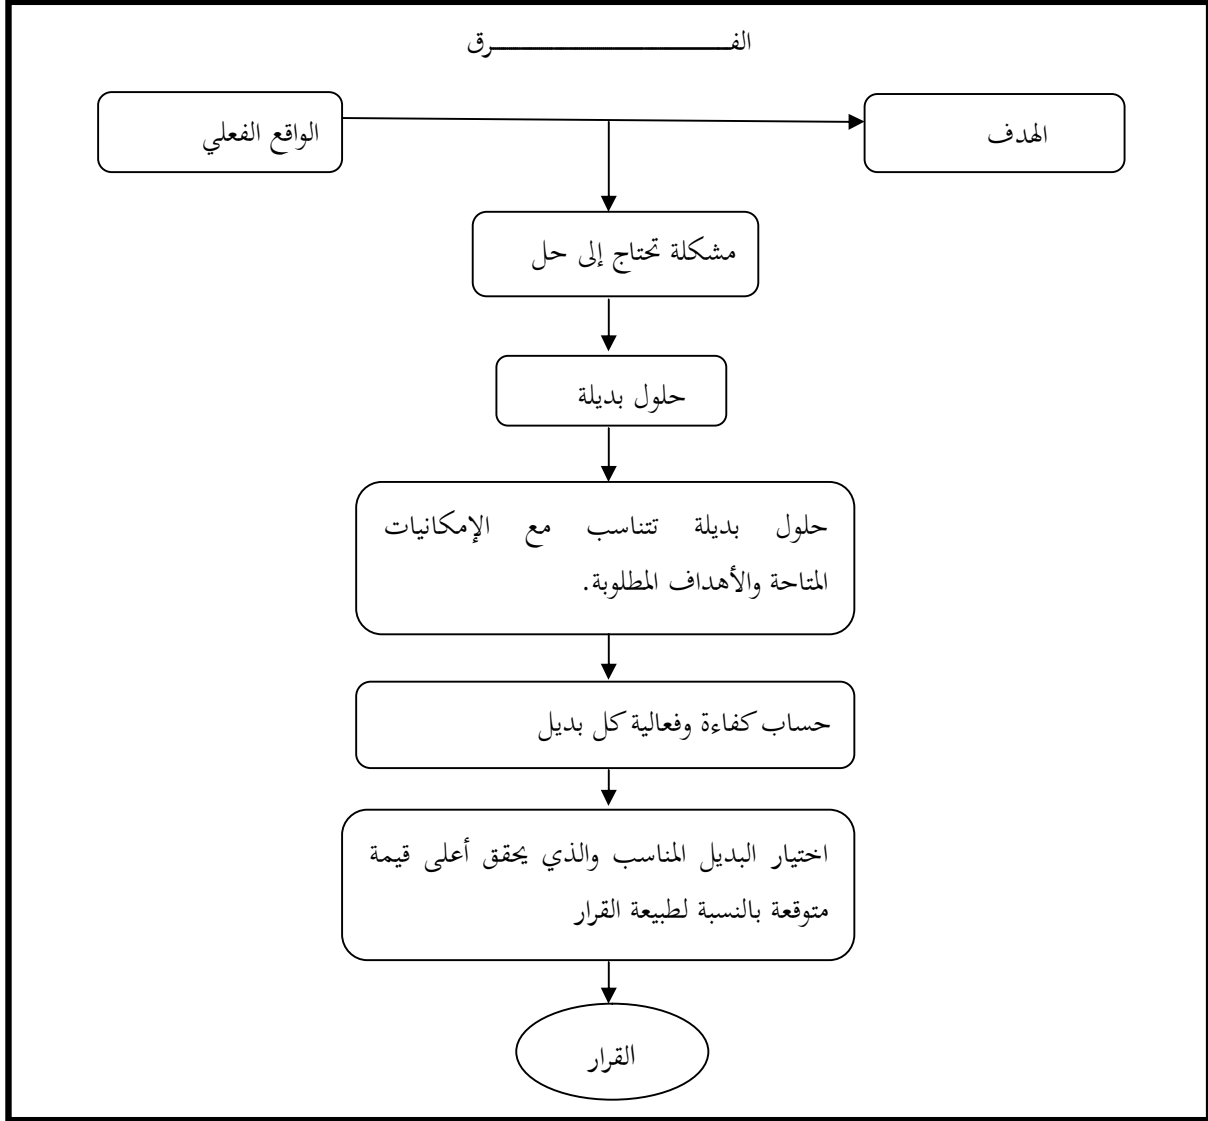 الفـــــــــــــــــــــــــــــرق
الهدف
الواقع الفعلي
مشكلة تحتاج إلى حل
حلول بديلة
حلول بديلة تتناسب مع الإمكانيات
المتاحة والأهداف المطلوبة.
حساب كفاءة وفعالية كل بديل
اختيار البديل المناسب والذي يحقق أعلى قيمة
متوقعة بالنسبة لطبيعة القرار
القرار